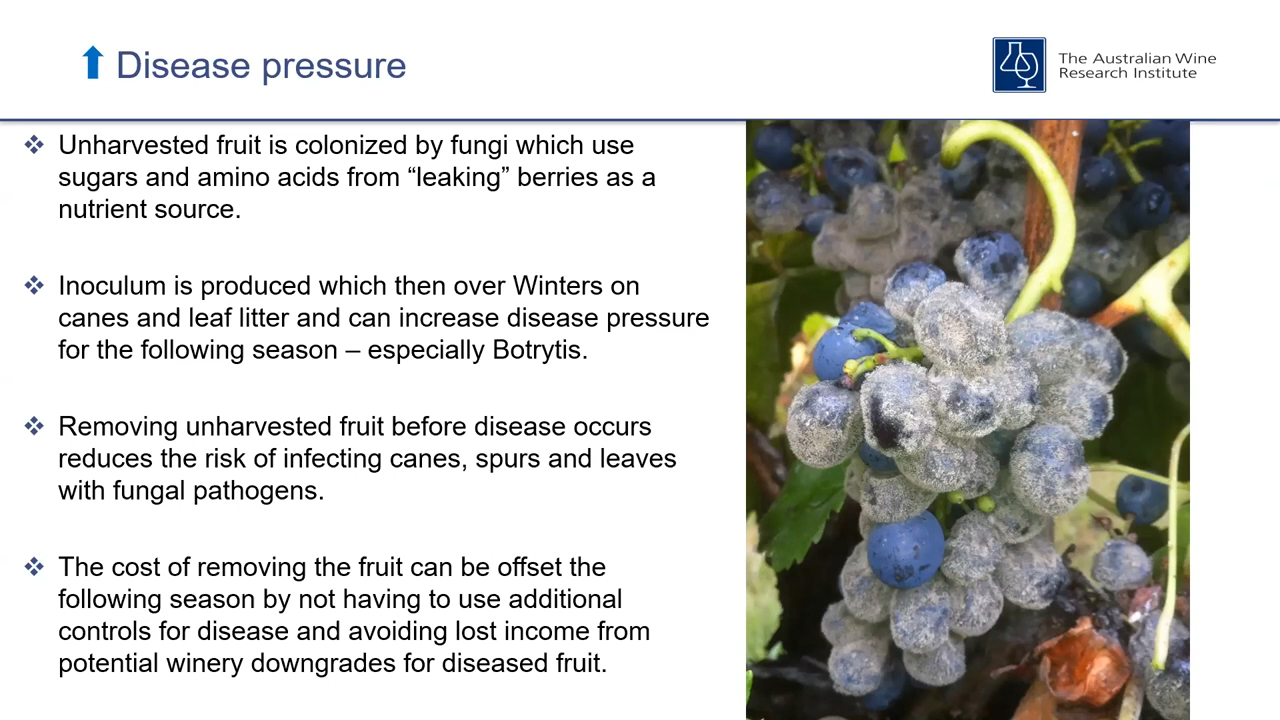 Disease pressure
The Australian Wine
Research Institute
Unharvested fruit is colonized by fungi which use
sugars and amino acids from “leaking” berries as a
nutrient source.
Inoculum is produced which then over Winters on
canes and leaf litter and can increase disease pressure
for the following season – especially Botrytis.
Removing unharvested fruit before disease occurs
reduces the risk of infecting canes, spurs and leaves
with fungal pathogens.
The cost of removing the fruit can be offset the
following season by not having to use additional
controls for disease and avoiding lost income from
potential winery downgrades for diseased fruit.